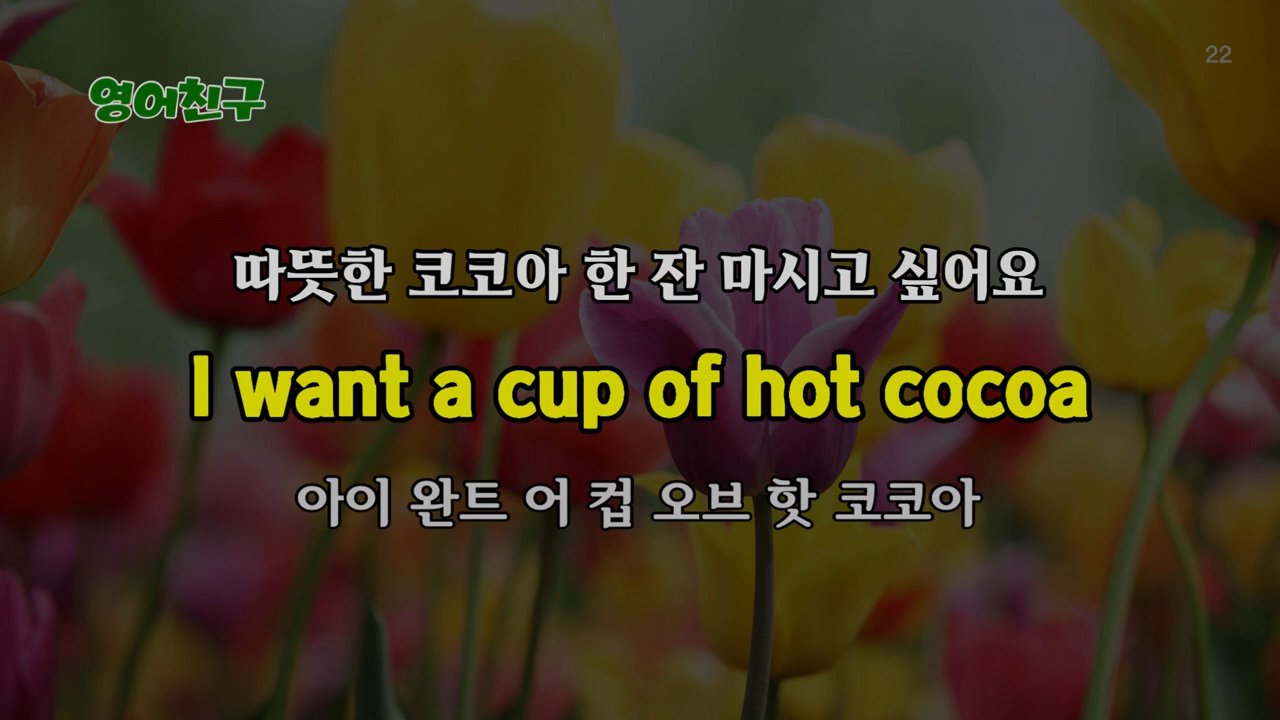 22
영어친구
따뜻한 코코아 한 잔 마시고 싶어요
I want a cup of hot cocoa
아이 완트 어 컵 오브 핫 코코아